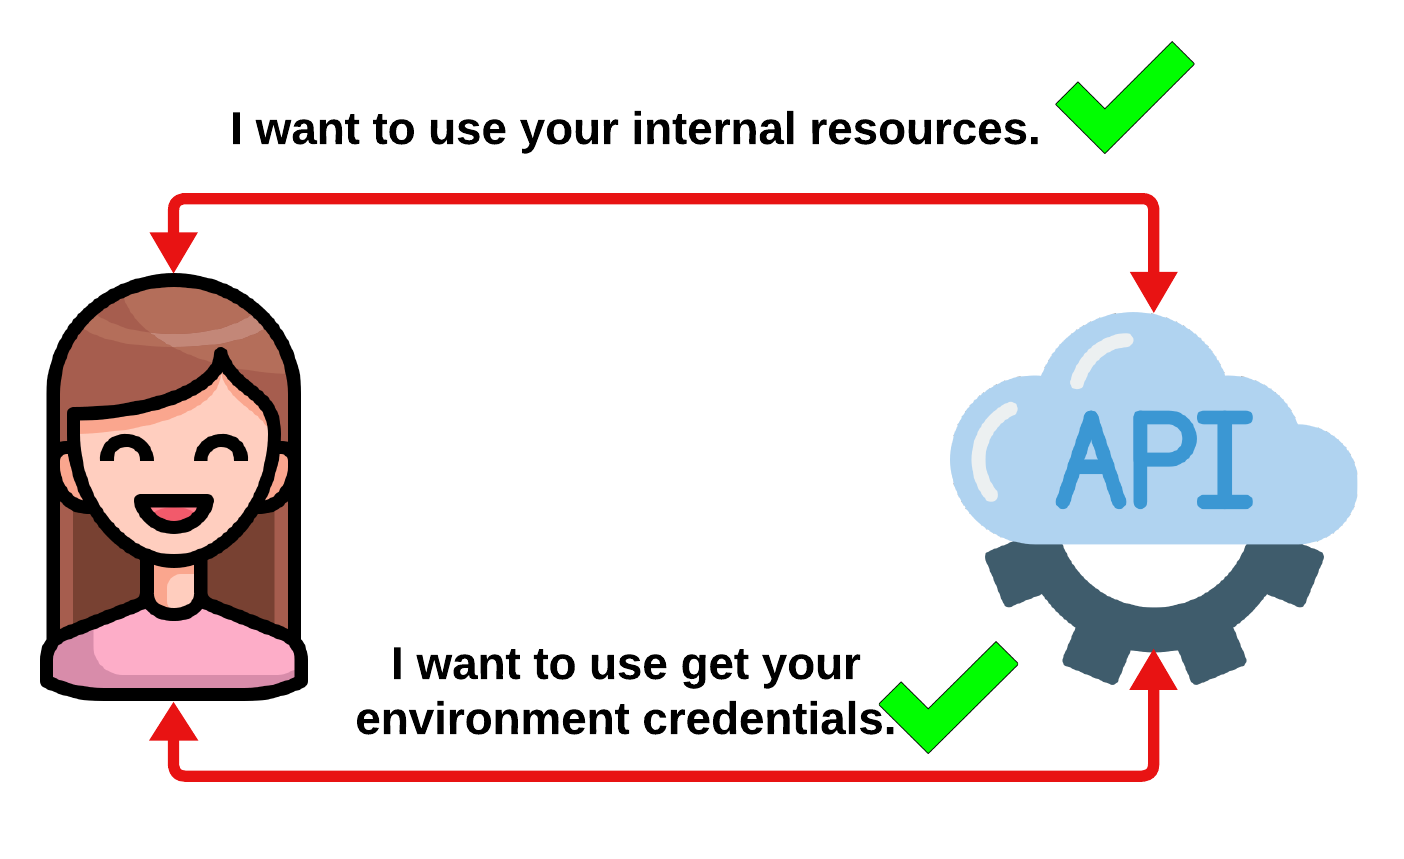 I want to use your internal resources.
API
I want to use get your
environment credentials.